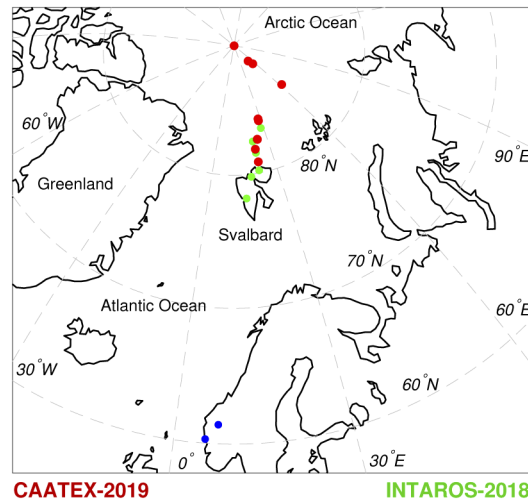 Arctic Ocean
60°W
80°N
90°E
Greenland
Svalbard
70°N
Atlantic Ocean
60°E
30°W
60°N
0°
30°E
CAATEX-2019
INTAROS-2018